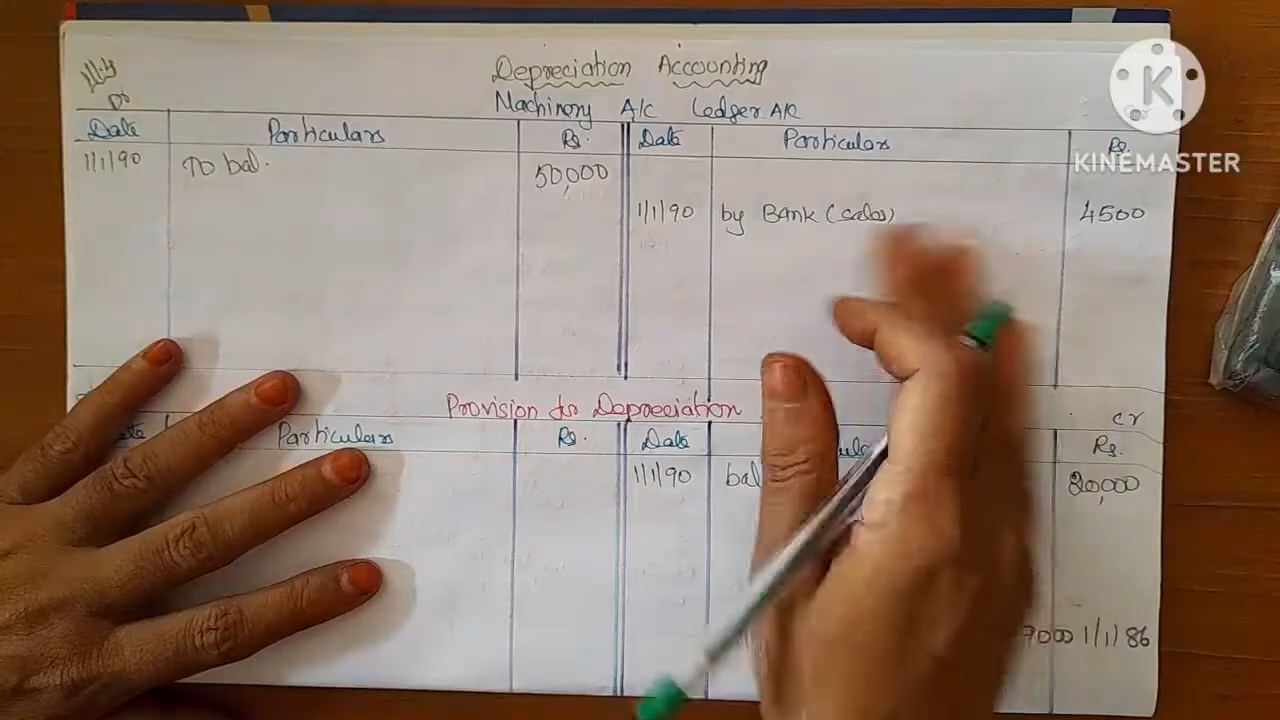 Depreciation Accounting
Machinery A/c Ledger A/c
Dr
Date Particulars Rs. Date Particulars Rs.
1/1/90 To bal. 50,000
1/1/90 by Bank (sales) 4500
Provision for Depreciation
cr
Particulars Rs. Date Rs.
1/1/90 bal 20,000
1/1/86
K
KINEMASTER